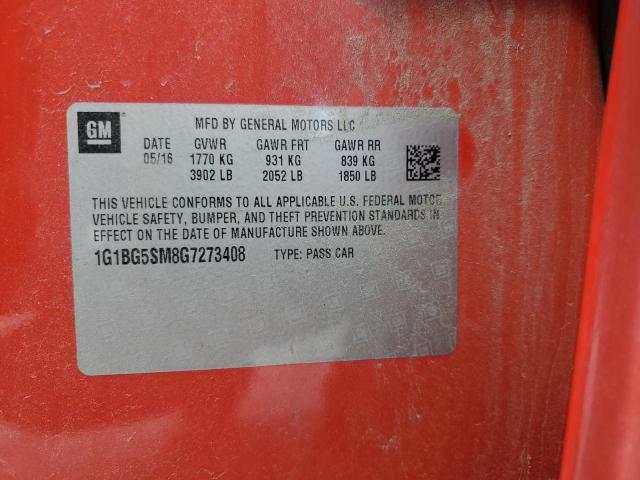 GM
MFD BY GENERAL MOTORS LLC
DATE GVWR GAWR FRT GAWR RR
05/16 1770 KG 931 KG 839 KG
3902 LB 2052 LB 1850 LB
THIS VEHICLE CONFORMS TO ALL APPLICABLE U.S. FEDERAL MOTOR
VEHICLE SAFETY, BUMPER, AND THEFT PREVENTION STANDARDS IN
EFFECT ON THE DATE OF MANUFACTURE SHOWN ABOVE.
1G1BG5SM8G7273408 TYPE: PASS CAR